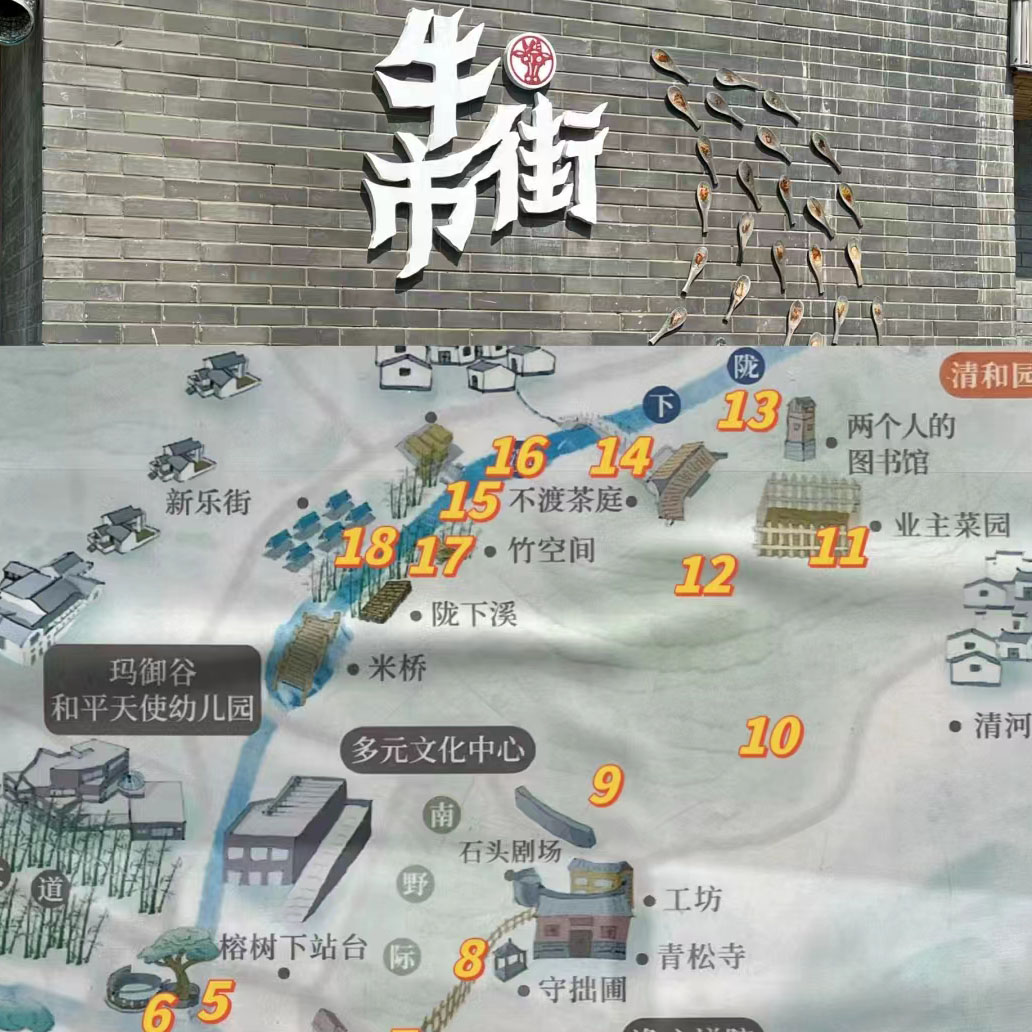 牛
市街
陇
清和园
下
13
两个人的
图书馆
16
14
新乐街
15
不渡茶庭
业主菜园
18
17
竹空间
11
12
陇下溪
玛御谷
和平天使幼儿园
米桥
清河
10
多元文化中心
9
南
石头剧场
野
道
工坊
榕树下站台
际
8
青松寺
守拙圃
6
5